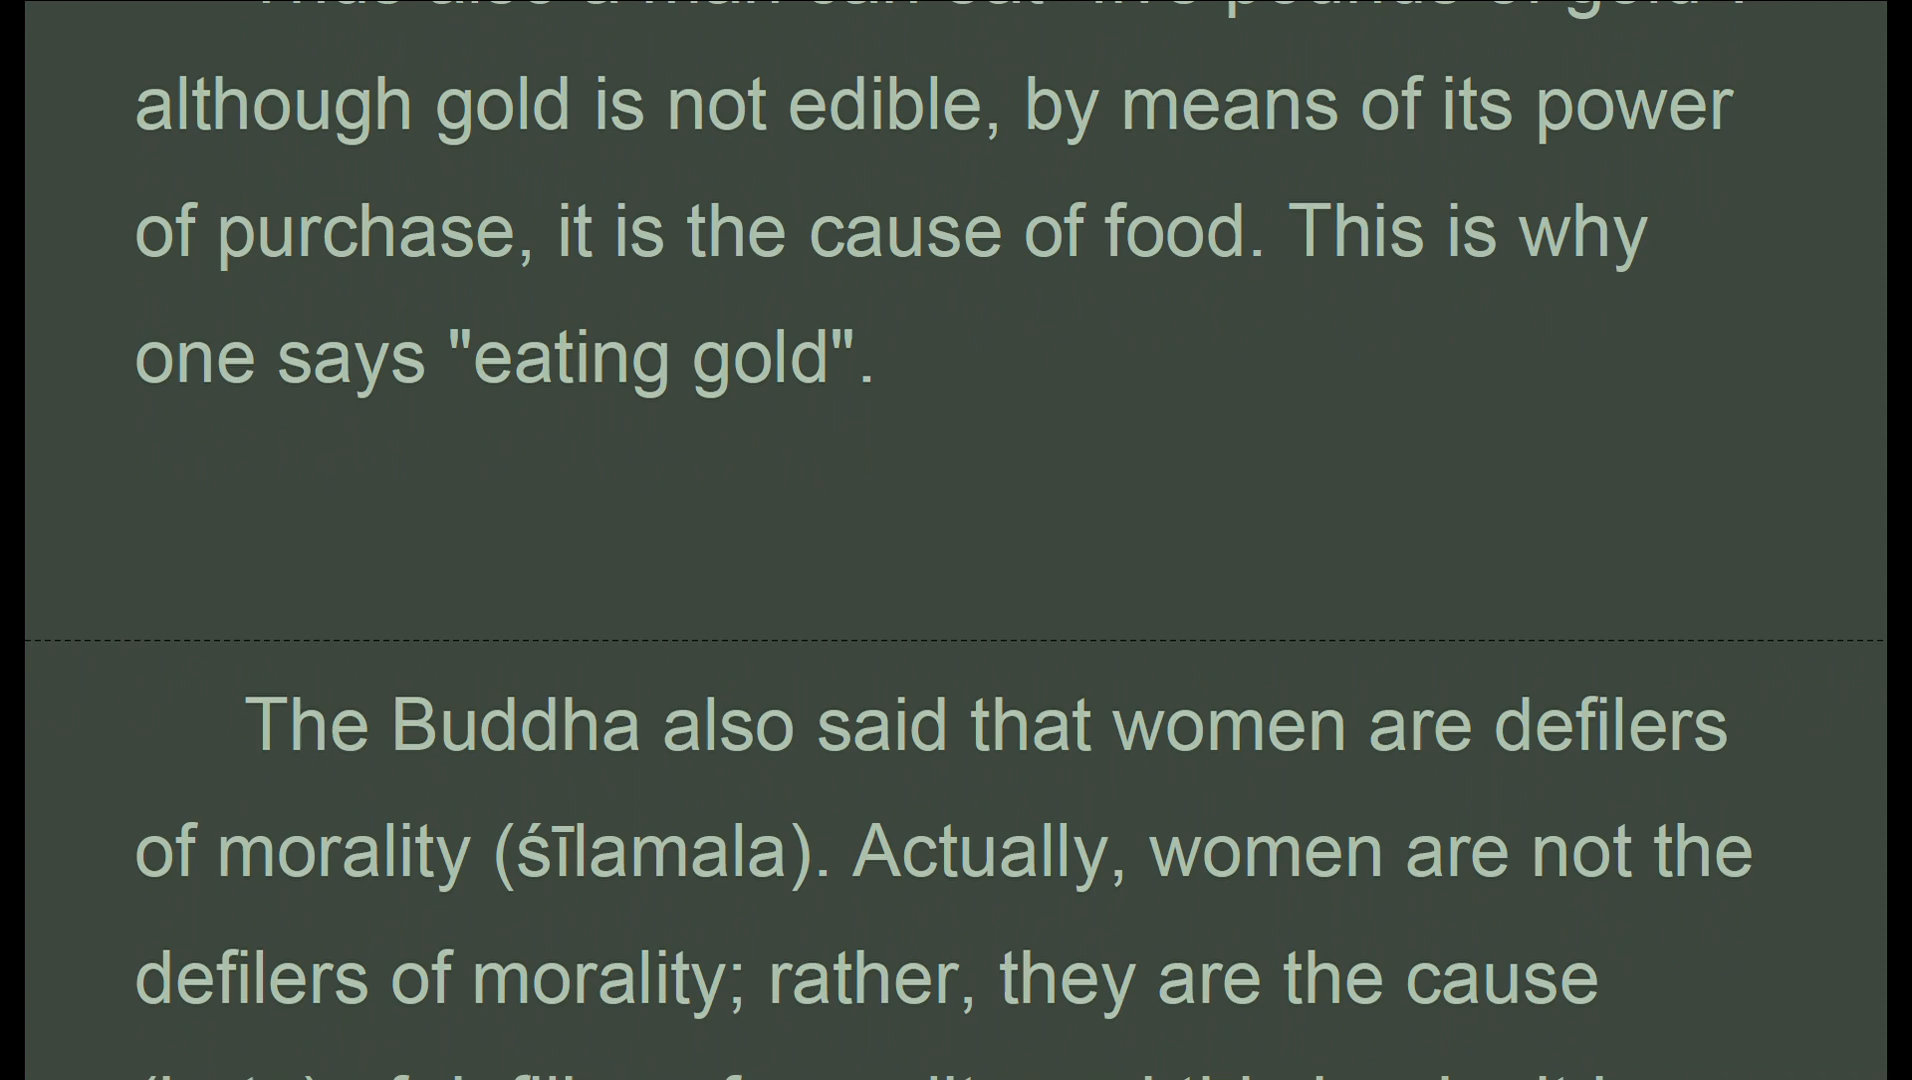 although gold is not edible, by means of its power
of purchase, it is the cause of food. This is why
one says "eating gold".
The Buddha also said that women are defilers
of morality (śīlamala). Actually, women are not the
defilers of morality; rather, they are the cause